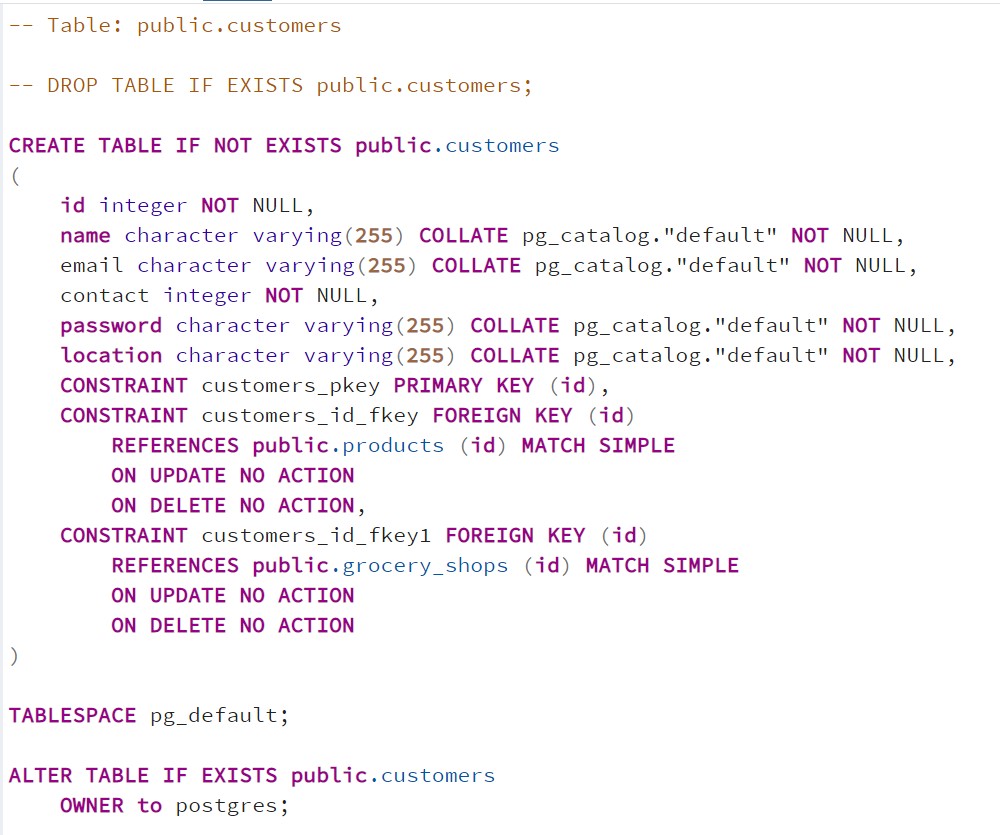 -- Table: public.customers
-- DROP TABLE IF EXISTS public.customers;
CREATE TABLE IF NOT EXISTS public.customers
(
    id integer NOT NULL,
    name character varying(255) COLLATE pg_catalog."default" NOT NULL,
    email character varying(255) COLLATE pg_catalog."default" NOT NULL,
    contact integer NOT NULL,
    password character varying(255) COLLATE pg_catalog."default" NOT NULL,
    location character varying(255) COLLATE pg_catalog."default" NOT NULL,
    CONSTRAINT customers_pkey PRIMARY KEY (id),
    CONSTRAINT customers_id_fkey FOREIGN KEY (id)
        REFERENCES public.products (id) MATCH SIMPLE
        ON UPDATE NO ACTION
        ON DELETE NO ACTION,
    CONSTRAINT customers_id_fkey1 FOREIGN KEY (id)
        REFERENCES public.grocery_shops (id) MATCH SIMPLE
        ON UPDATE NO ACTION
        ON DELETE NO ACTION
)
TABLESPACE pg_default;
ALTER TABLE IF EXISTS public.customers
    OWNER to postgres;